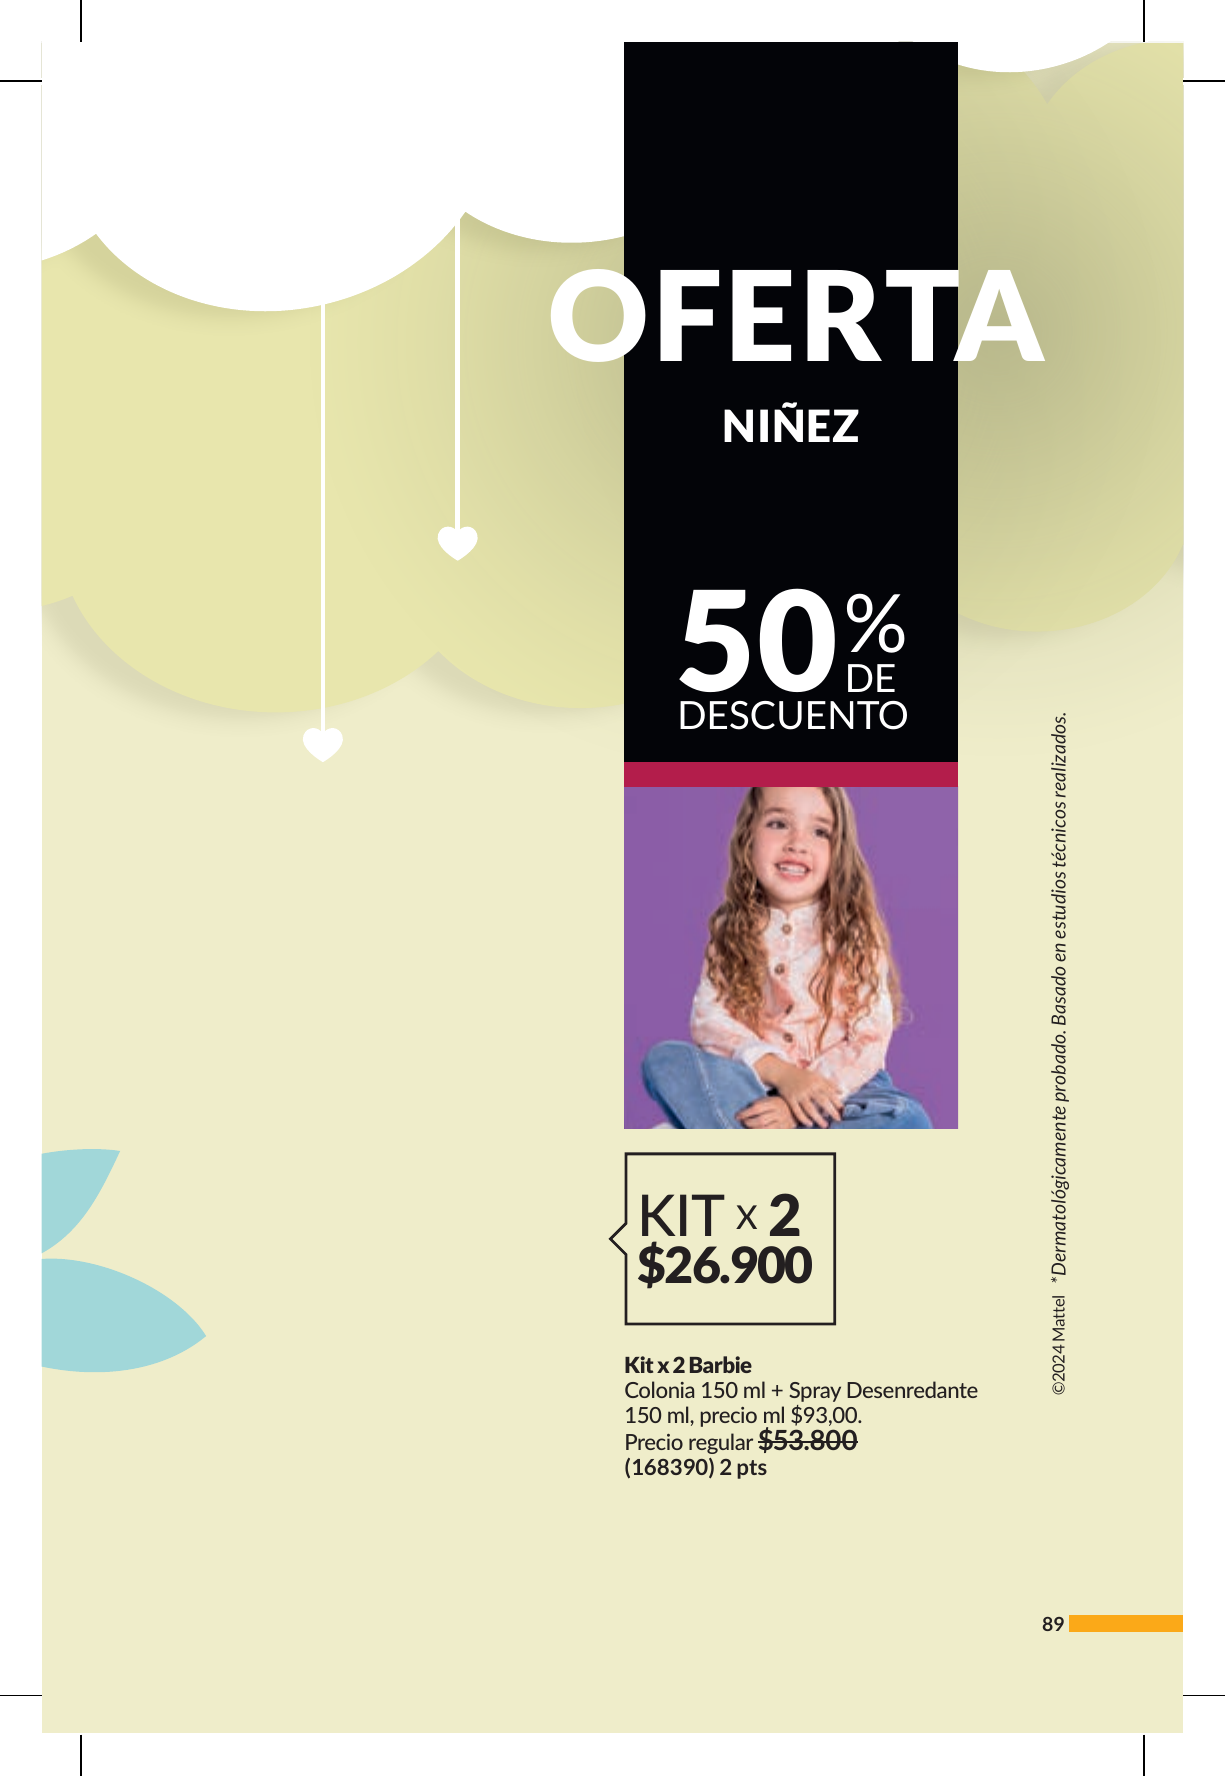 OFERTA
NIÑEZ
50%
DE
DESCUENTO
KIT x 2
$26.900
Kit x 2 Barbie
Colonia 150 ml + Spray Desenredante
150 ml, precio ml $93,00.
Precio regular $53.800
(168390) 2 pts
©2024 Mattel *Dermatológicamente probado. Basado en estudios técnicos realizados.
89